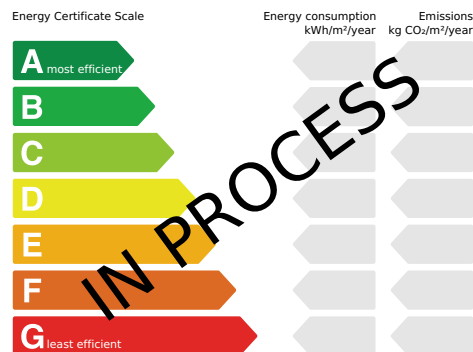 Energy Certificate Scale
Energy consumption
kWh/m²/year
Emissions
kg CO₂/m²/year
A most efficient
B
C
D
E
F
G least efficient
IN PROCESS